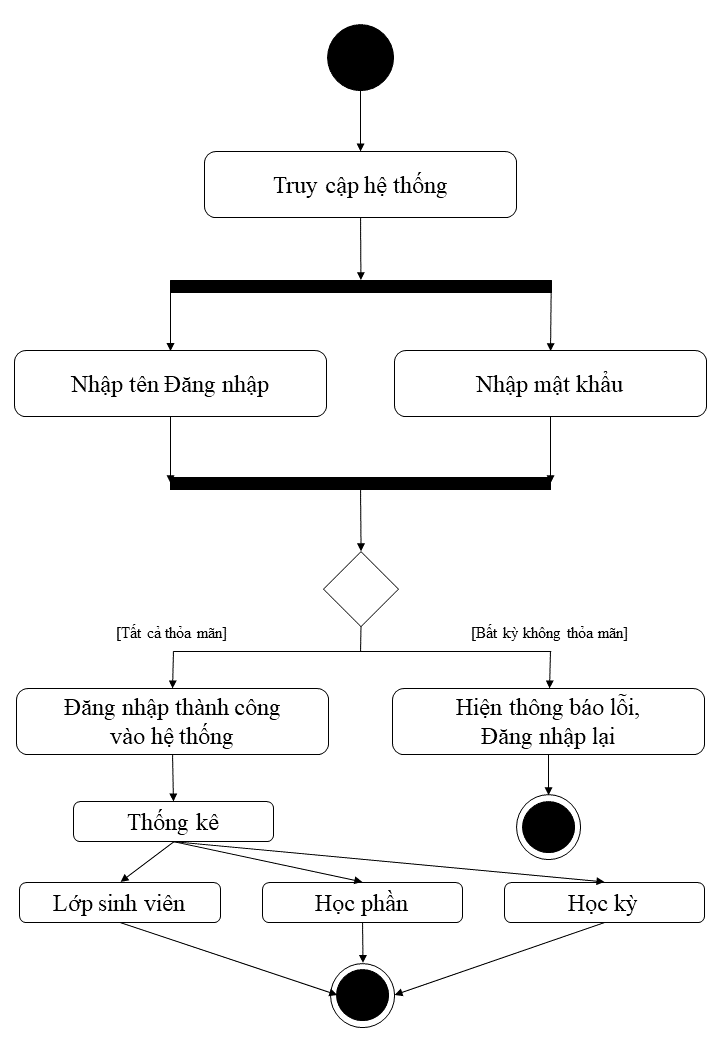 Truy cập hệ thống
Nhập tên Đăng nhập
Nhập mật khẩu
[Tất cả thỏa mãn]
[Bất kỳ không thỏa mãn]
Đăng nhập thành công
vào hệ thống
Hiện thông báo lỗi,
Đăng nhập lại
Thống kê
Lớp sinh viên
Học phần
Học kỳ